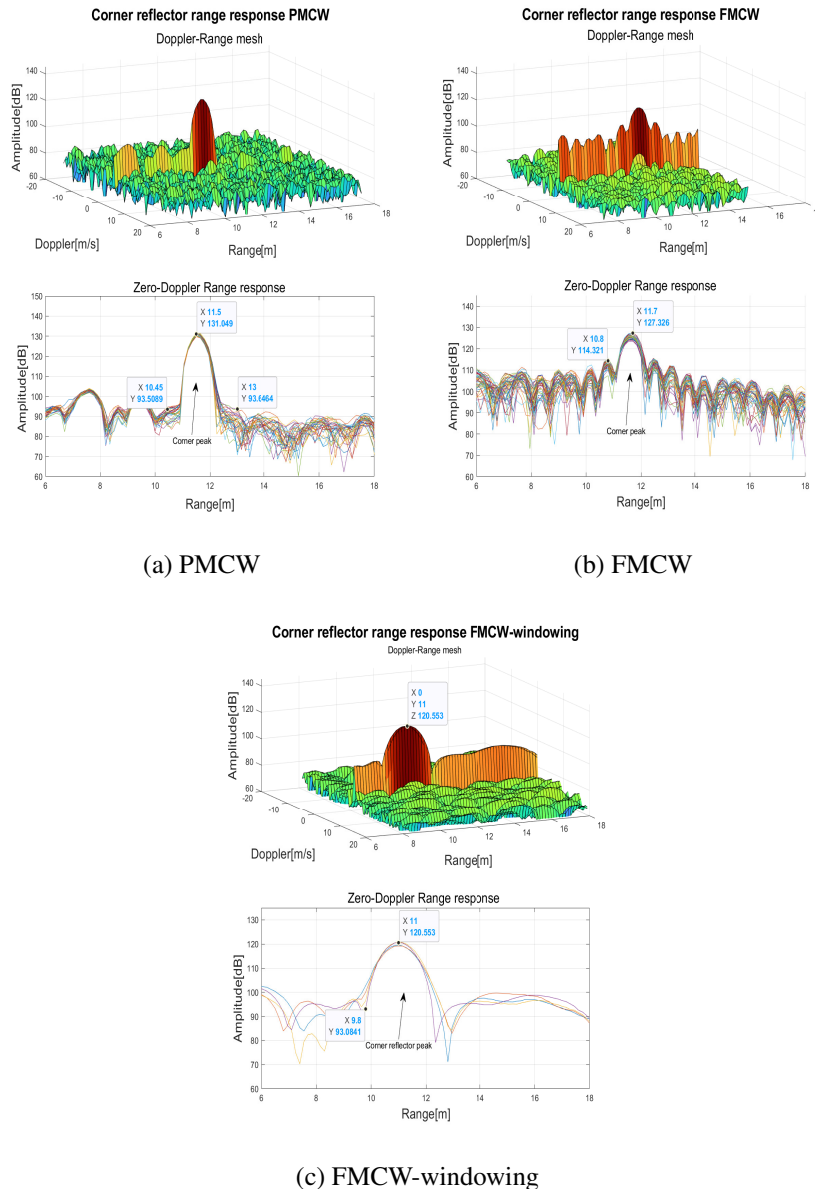 Corner reflector range response PMCW
Doppler-Range mesh
140
120
100
80
60
Amplitude[dB]
-20
-10
0
10
20
Doppler[m/s]
6
8
10
12
14
16
18
Range[m]
Zero-Doppler Range response
150
140
130
120
110
100
90
80
70
60
Amplitude[dB]
X 11.5
Y 131.049
X 10.45
Y 93.5089
X 13
Y 93.6464
Corner peak
6
8
10
12
14
16
18
Range[m]
(a) PMCW
Corner reflector range response FMCW
Doppler-Range mesh
140
120
100
80
60
Amplitude[dB]
-20
-10
0
10
20
Doppler[m/s]
6
8
10
12
14
16
Range[m]
Zero-Doppler Range response
140
130
120
110
100
90
80
70
60
Amplitude[dB]
X 11.7
Y 127.326
X 10.8
Y 114.321
Corner peak
6
8
10
12
14
16
18
Range[m]
(b) FMCW
Corner reflector range response FMCW-windowing
Doppler-Range mesh
140
120
100
80
60
Amplitude[dB]
X 0
Y 11
Z 120.553
-20
-10
0
10
20
Doppler[m/s]
6
8
10
12
14
16
18
Range[m]
Zero-Doppler Range response
130
120
110
100
90
80
70
60
Amplitude[dB]
X 11
Y 120.553
X 9.8
Y 93.0841
Corner reflector peak
6
8
10
12
14
16
18
Range[m]
(c) FMCW-windowing